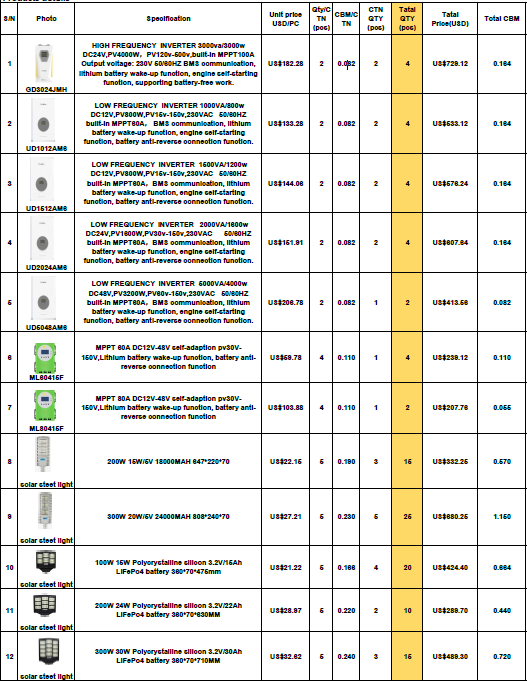 S/N Photo Specification Unit price USD/PC Qty/C TN (pcs) CBM/C TN CTN QTY (pcs) Tatal QTY (pcs) Total Price(USD) Total CBM
1 GD3024JMH HIGH FREQUENCY INVERTER 3000va/3000w DC24V,PV4000W, PV120v-500v,built-in MPPT100A Output voltage: 230V 50/60HZ BMS communication, lithium battery wake-up function, engine self-starting function, supporting battery-free work. US$182.28 2 0.082 2 4 US$729.12 0.164
2 UD1012AM6 LOW FREQUENCY INVERTER 1000VA/800w DC12V,PV800W,PV15v-150v,230VAC 50/60HZ built-in MPPT60A, BMS communication, lithium battery wake-up function, engine self-starting function, battery anti-reverse connection function. US$133.28 2 0.082 2 4 US$533.12 0.164
3 UD1512AM6 LOW FREQUENCY INVERTER 1500VA/1200w DC12V,PV800W,PV15v-150v,230VAC 50/60HZ built-in MPPT60A, BMS communication, lithium battery wake-up function, engine self-starting function, battery anti-reverse connection function. US$144.06 2 0.082 2 4 US$576.24 0.164
4 UD2024AM6 LOW FREQUENCY INVERTER 2000VA/1600w DC24V,PV1600W,PV30v-150v,230VAC 50/60HZ built-in MPPT60A, BMS communication, lithium battery wake-up function, engine self-starting function, battery anti-reverse connection function. US$151.91 2 0.082 2 4 US$607.64 0.164
5 UD5048AM6 LOW FREQUENCY INVERTER 5000VA/4000w DC48V,PV3200W,PV60v-150v,230VAC 50/60HZ built-in MPPT60A, BMS communication, lithium battery wake-up function, engine self-starting function, battery anti-reverse connection function. US$206.78 2 0.082 1 2 US$413.56 0.082
6 ML6041SF MPPT 60A DC12V-48V self-adaption pv30V-150V,Lithium battery wake-up function, battery anti-reverse connection function US$59.78 4 0.110 1 4 US$239.12 0.110
7 ML8041SF MPPT 80A DC12V-48V self-adaption pv30V-150V,Lithium battery wake-up function, battery anti-reverse connection function US$103.88 4 0.110 1 2 US$207.76 0.055
8 solar steet light 200W 15W/5V 18000MAH 647*220*70 US$22.15 5 0.190 3 15 US$332.25 0.570
9 solar steet light 300W 20W/5V 24000MAH 808*240*70 US$27.21 5 0.230 5 25 US$680.25 1.150
10 solar steet light 100W 15W Polycrystalline silicon 3.2V/15Ah LiFePo4 battery 360*70*475mm US$21.22 5 0.166 4 20 US$424.40 0.664
11 solar steet light 200W 24W Polycrystalline silicon 3.2V/22Ah LiFePo4 battery 360*70*630MM US$28.97 5 0.220 2 10 US$289.70 0.440
12 solar steet light 300W 30W Polycrystalline silicon 3.2V/30Ah LiFePo4 battery 360*70*710MM US$32.62 5 0.240 3 15 US$489.30 0.720